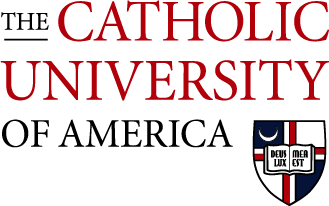 THE CATHOLIC
UNIVERSITY
OF AMERICA
DEUS MEA
LUX EST